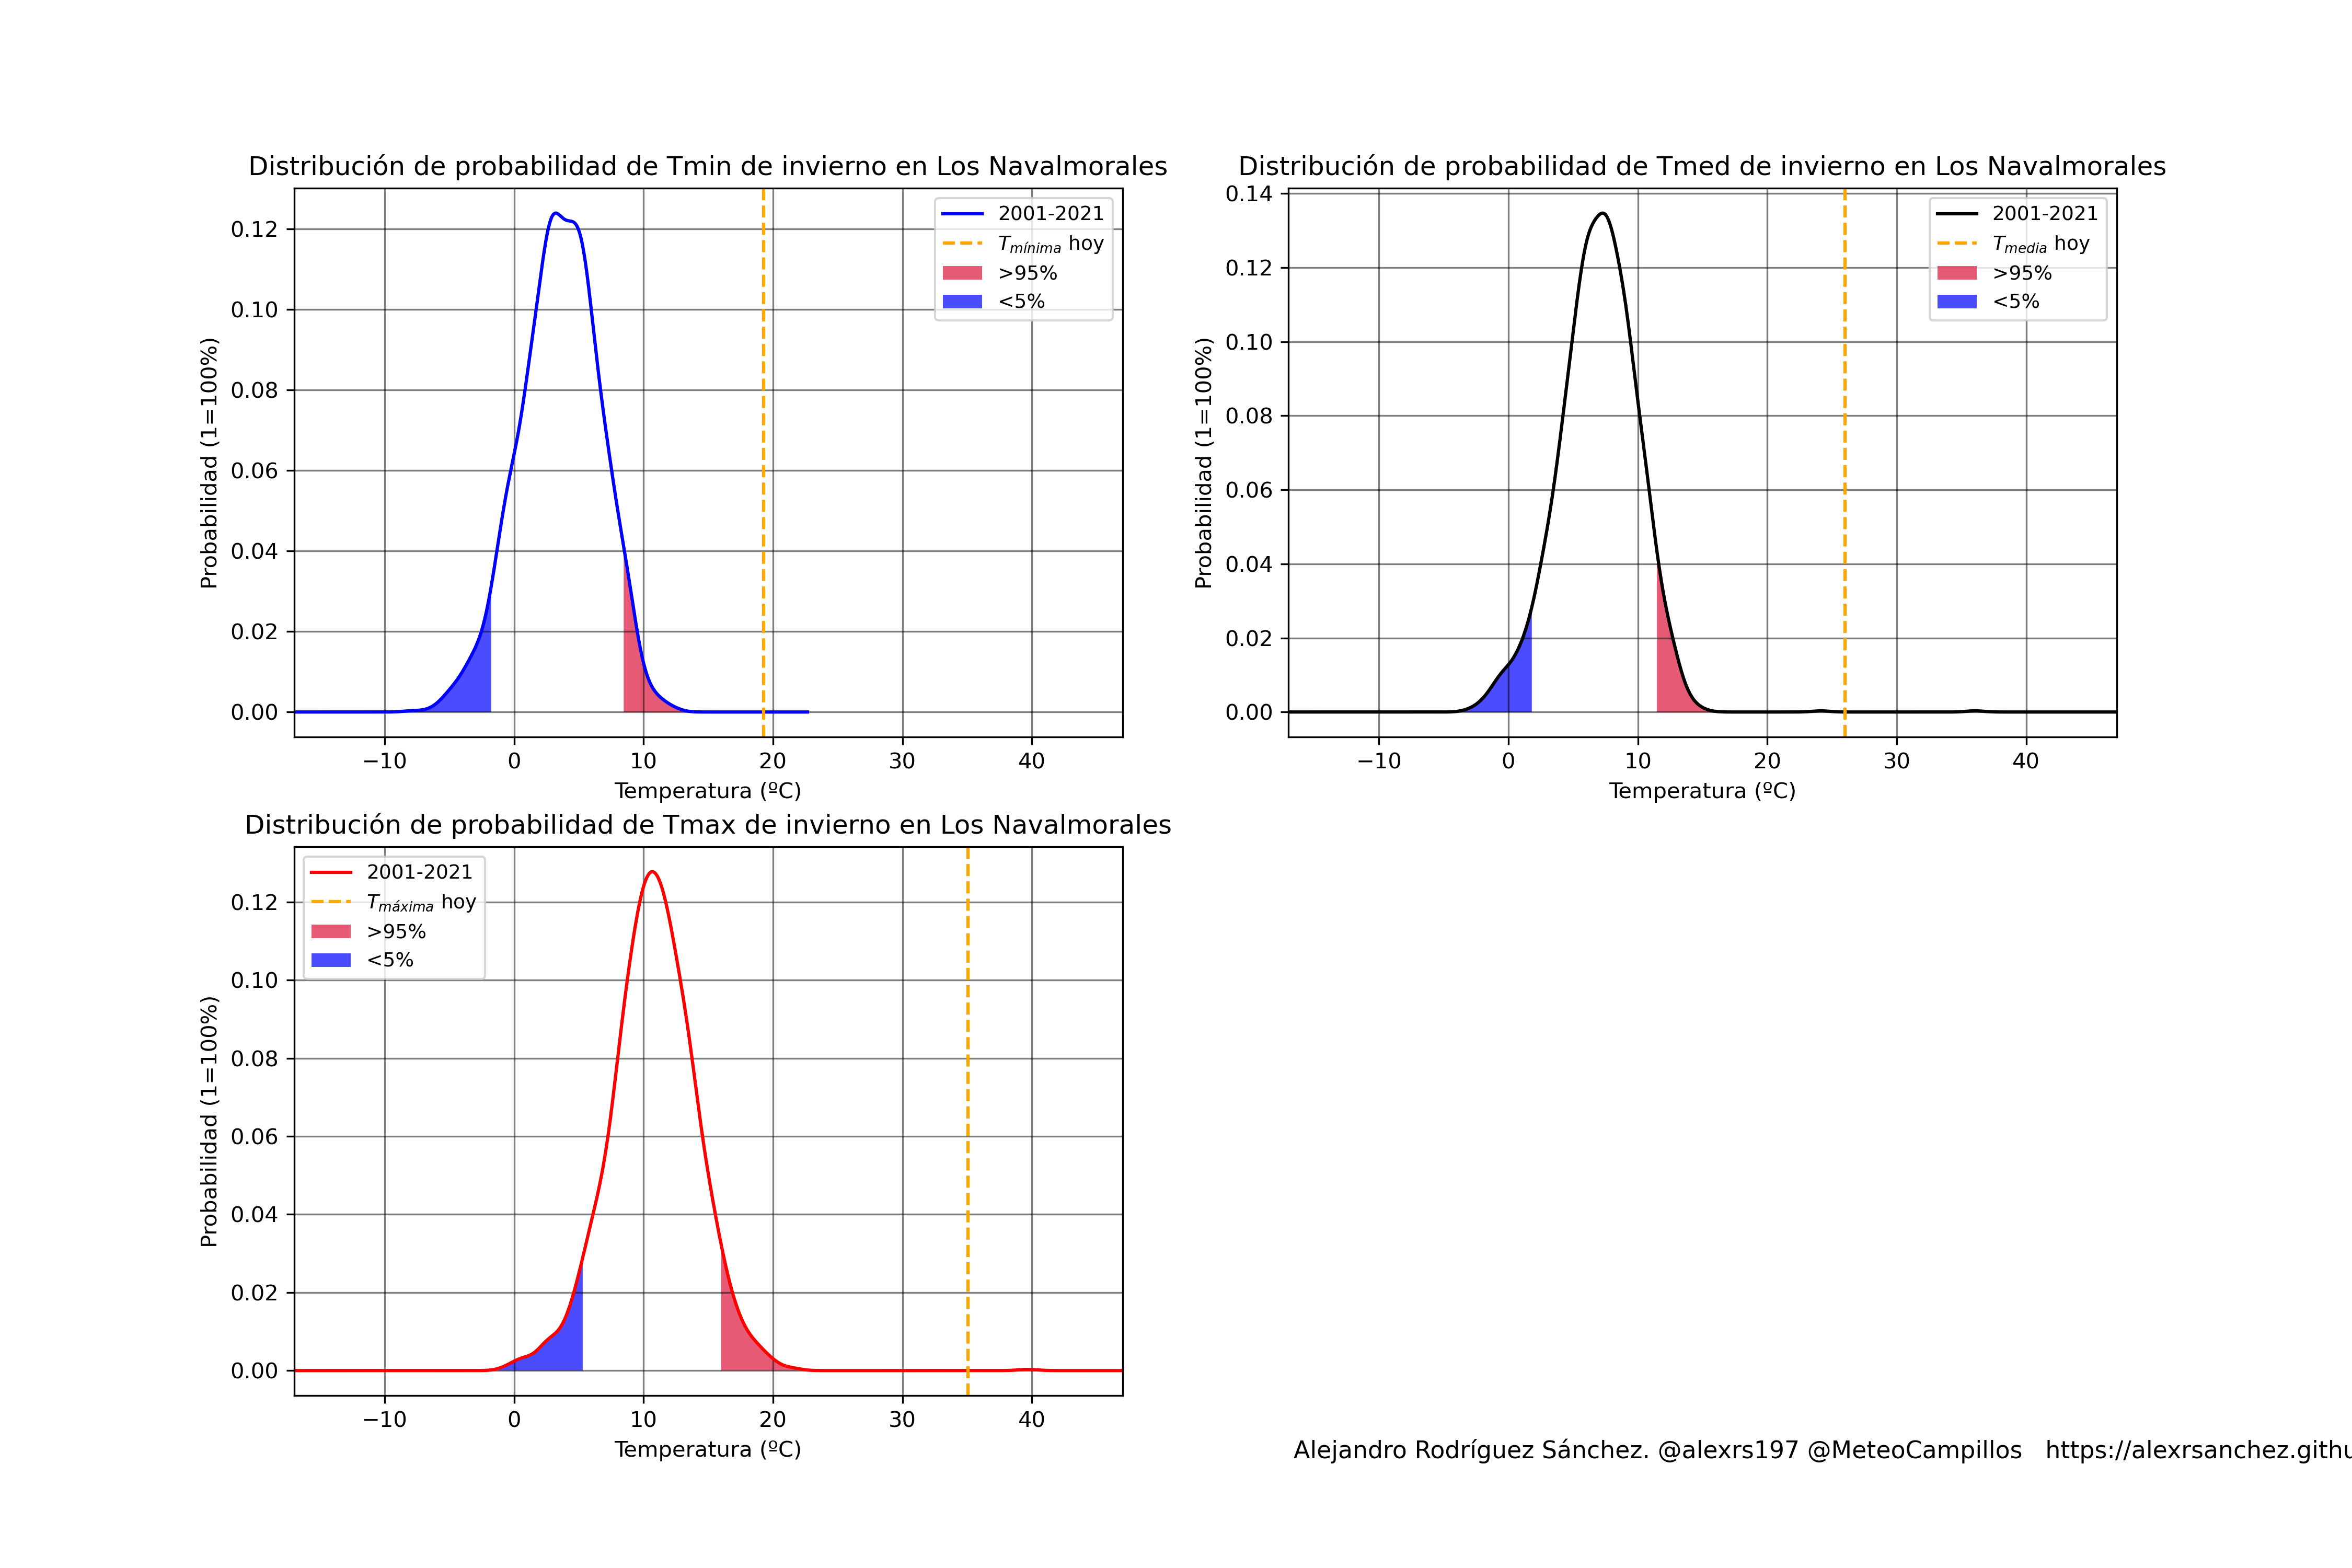 Distribución de probabilidad de Tmin de invierno en Los Navalmorales
0.12
0.10
0.08
0.06
0.04
0.02
0.00
Probabilidad (1=100%)
2001-2021
Tmínima hoy
>95%
<5%
−10 0 10 20 30 40
Temperatura (ºC)
Distribución de probabilidad de Tmed de invierno en Los Navalmorales
0.14
0.12
0.10
0.08
0.06
0.04
0.02
0.00
Probabilidad (1=100%)
2001-2021
Tmedia hoy
>95%
<5%
−10 0 10 20 30 40
Temperatura (ºC)
Distribución de probabilidad de Tmax de invierno en Los Navalmorales
0.12
0.10
0.08
0.06
0.04
0.02
0.00
Probabilidad (1=100%)
2001-2021
Tmáxima hoy
>95%
<5%
−10 0 10 20 30 40
Temperatura (ºC)
Alejandro Rodríguez Sánchez. @alexrs197 @MeteoCampillos https://alexrsanchez.githu